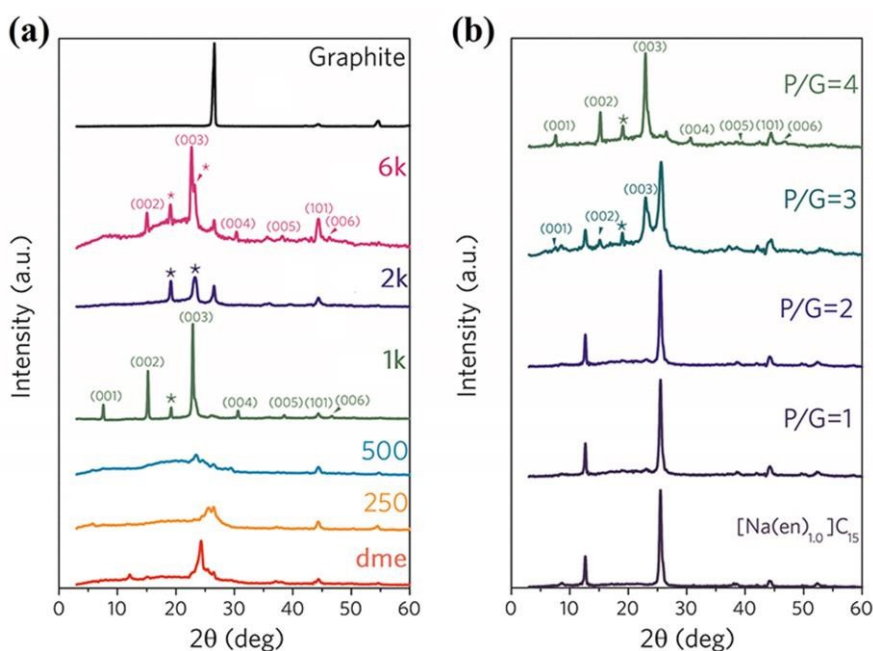 (a)
Graphite
(003)
*
6k
(002)
*
(004)
(005)
(101)
(006)
2k
*
*
(003)
1k
(002)
(001)
*
(004)
(005)
(101)
(006)
500
250
dme
Intensity (a.u.)
0
10
20
30
40
50
60
2θ (deg)
(b)
(003)
P/G=4
(002)
*
(001)
(004)
(005)
(101)
(006)
P/G=3
(003)
(001)
(002)
*
P/G=2
P/G=1
[Na(en)1.0]C15
Intensity (a.u.)
0
10
20
30
40
50
60
2θ (deg)